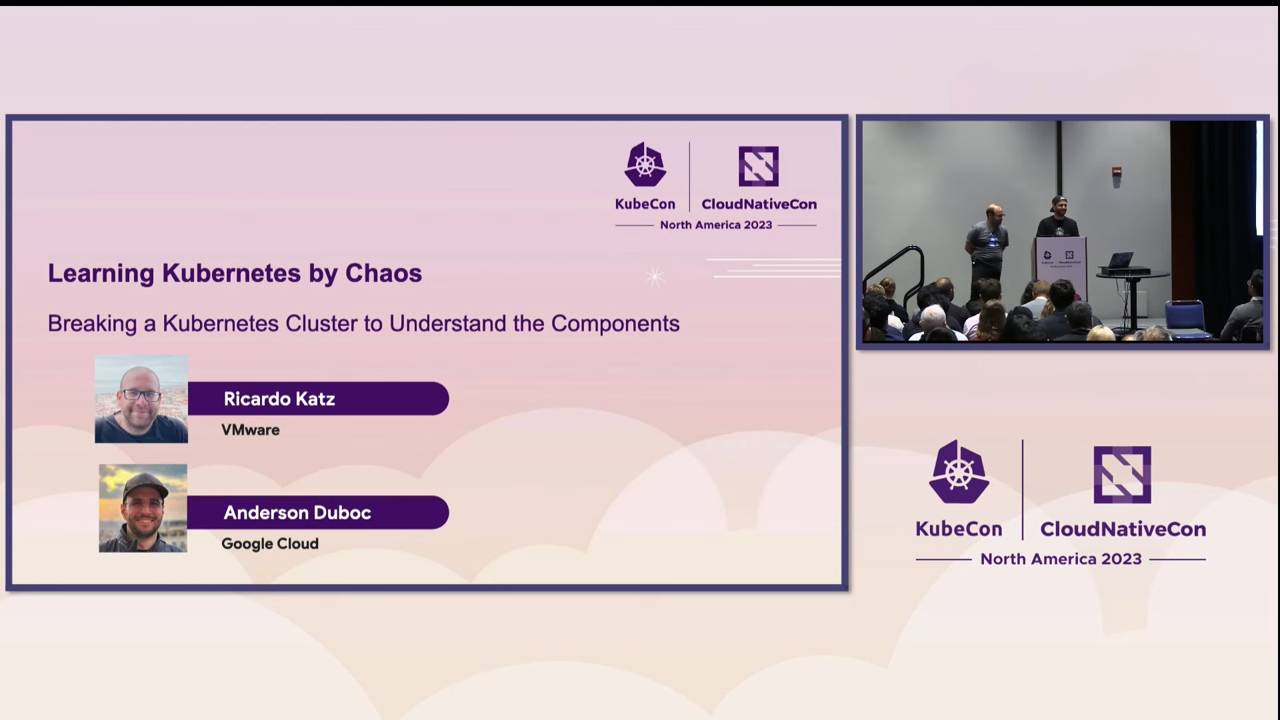 KubeCon
CloudNativeCon
North America 2023
Learning Kubernetes by Chaos
Breaking a Kubernetes Cluster to Understand the Components
Ricardo Katz
VMware
Anderson Duboc
Google Cloud
KubeCon
CloudNativeCon
North America 2023